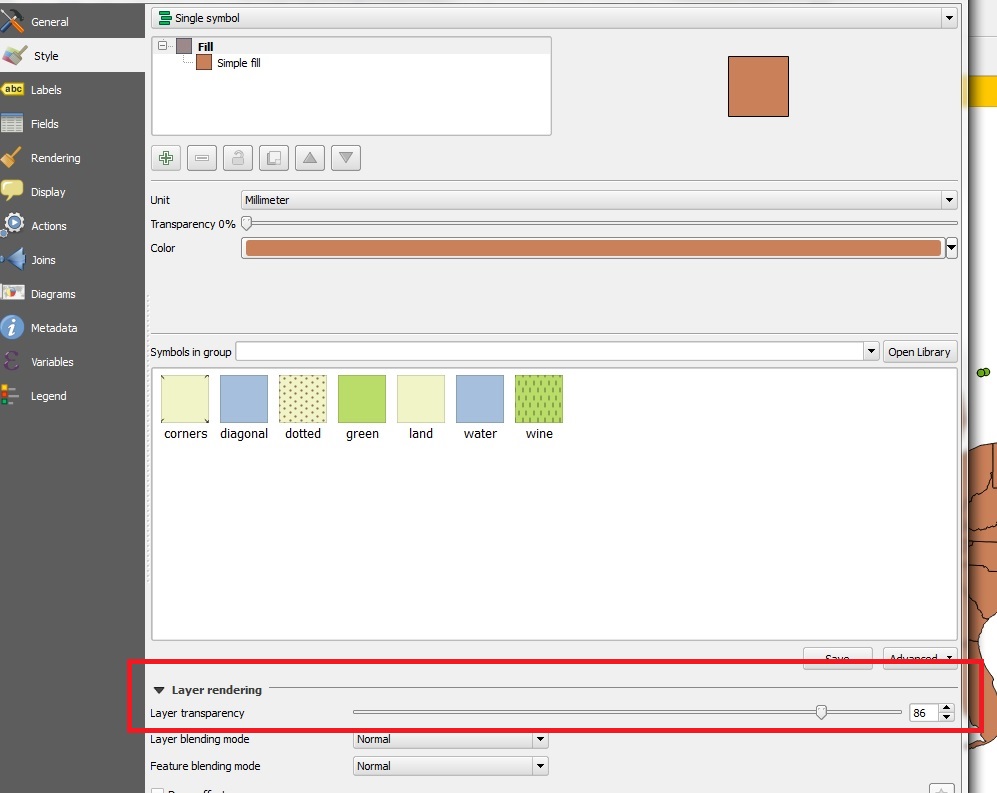 General
Style
abc Labels
Fields
Rendering
Display
Actions
Joins
Diagrams
Metadata
Variables
Legend
Single symbol
Fill
Simple fill
Unit Millimeter
Transparency 0%
Color
Symbols in group Open Library
corners diagonal dotted green land water wine
Save Advanced
Layer rendering
Layer transparency 86
Layer blending mode Normal
Feature blending mode Normal